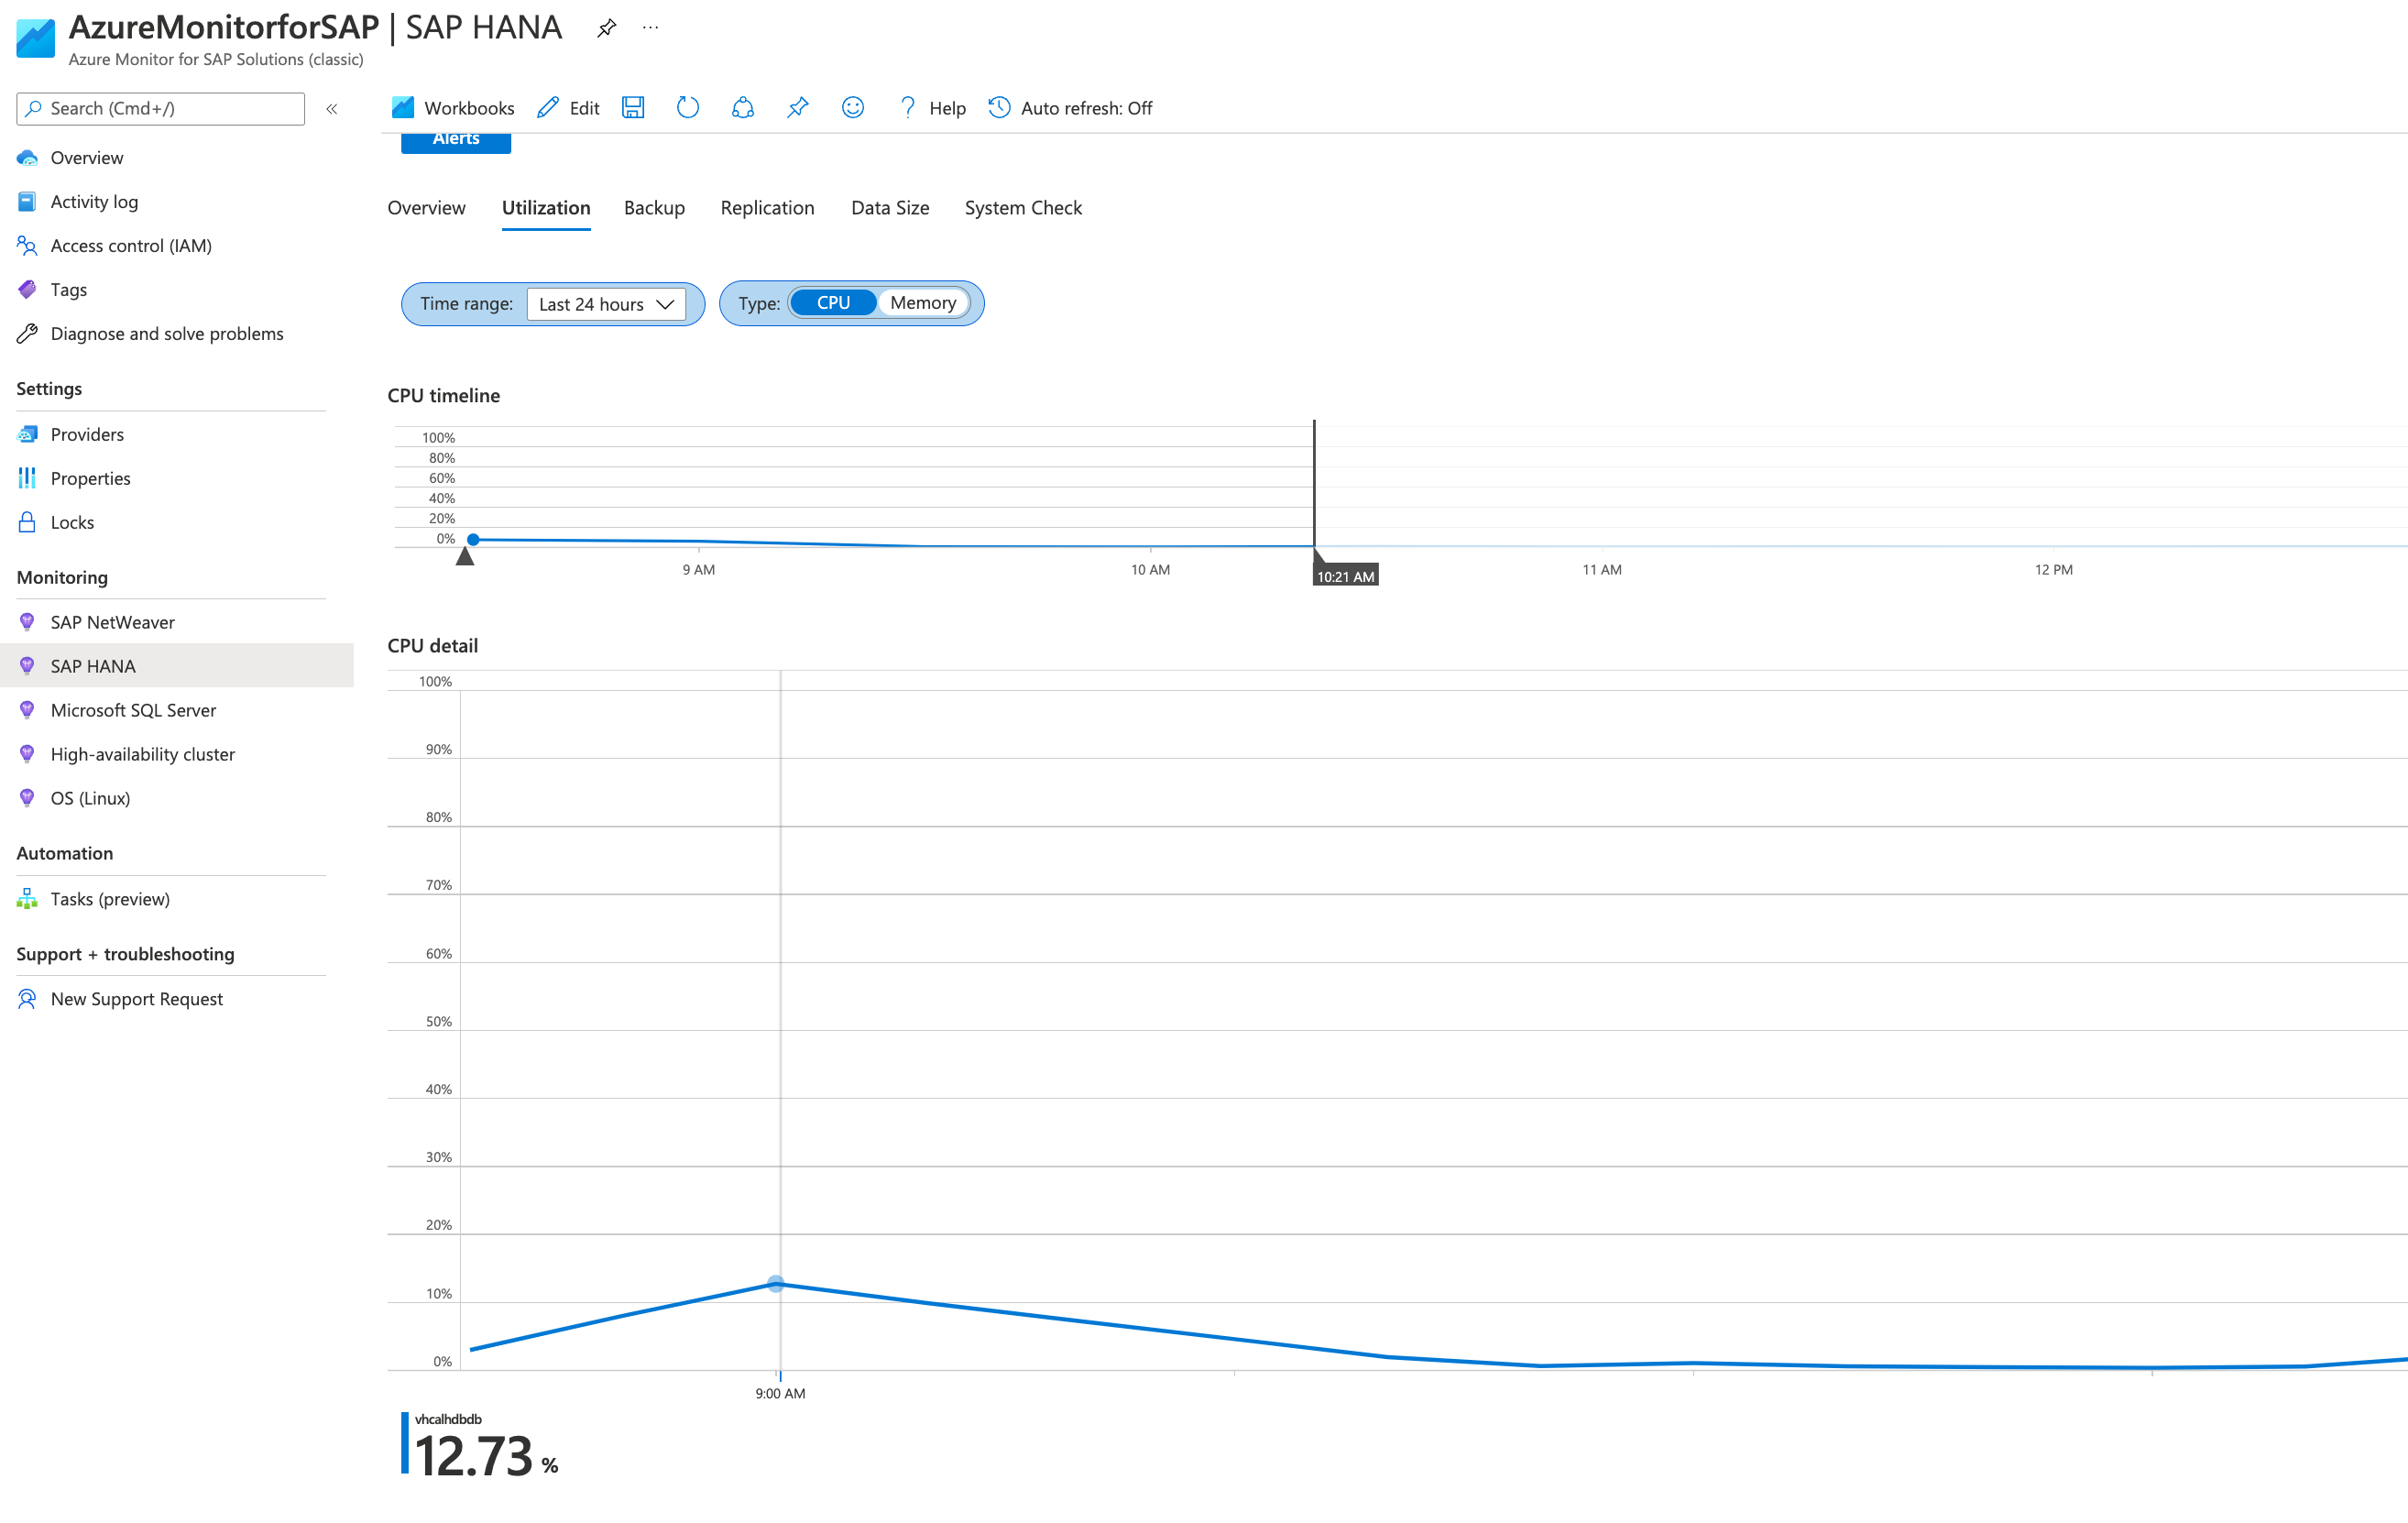 AzureMonitorforSAP | SAP HANA ...
Azure Monitor for SAP Solutions (classic)
Search (Cmd+/)
«
Overview
Activity log
Access control (IAM)
Tags
Diagnose and solve problems
Settings
Providers
Properties
Locks
Monitoring
SAP NetWeaver
SAP HANA
Microsoft SQL Server
High-availability cluster
OS (Linux)
Automation
Tasks (preview)
Support + troubleshooting
New Support Request
Workbooks Edit ? Help Auto refresh: Off
Alerts
Overview Utilization Backup Replication Data Size System Check
Time range: Last 24 hours Type: CPU Memory
CPU timeline
100%
80%
60%
40%
20%
0%
9 AM 10 AM 10:21 AM 11 AM 12 PM
CPU detail
100%
90%
80%
70%
60%
50%
40%
30%
20%
10%
0%
9:00 AM
vhcalhdbdb
12.73 %